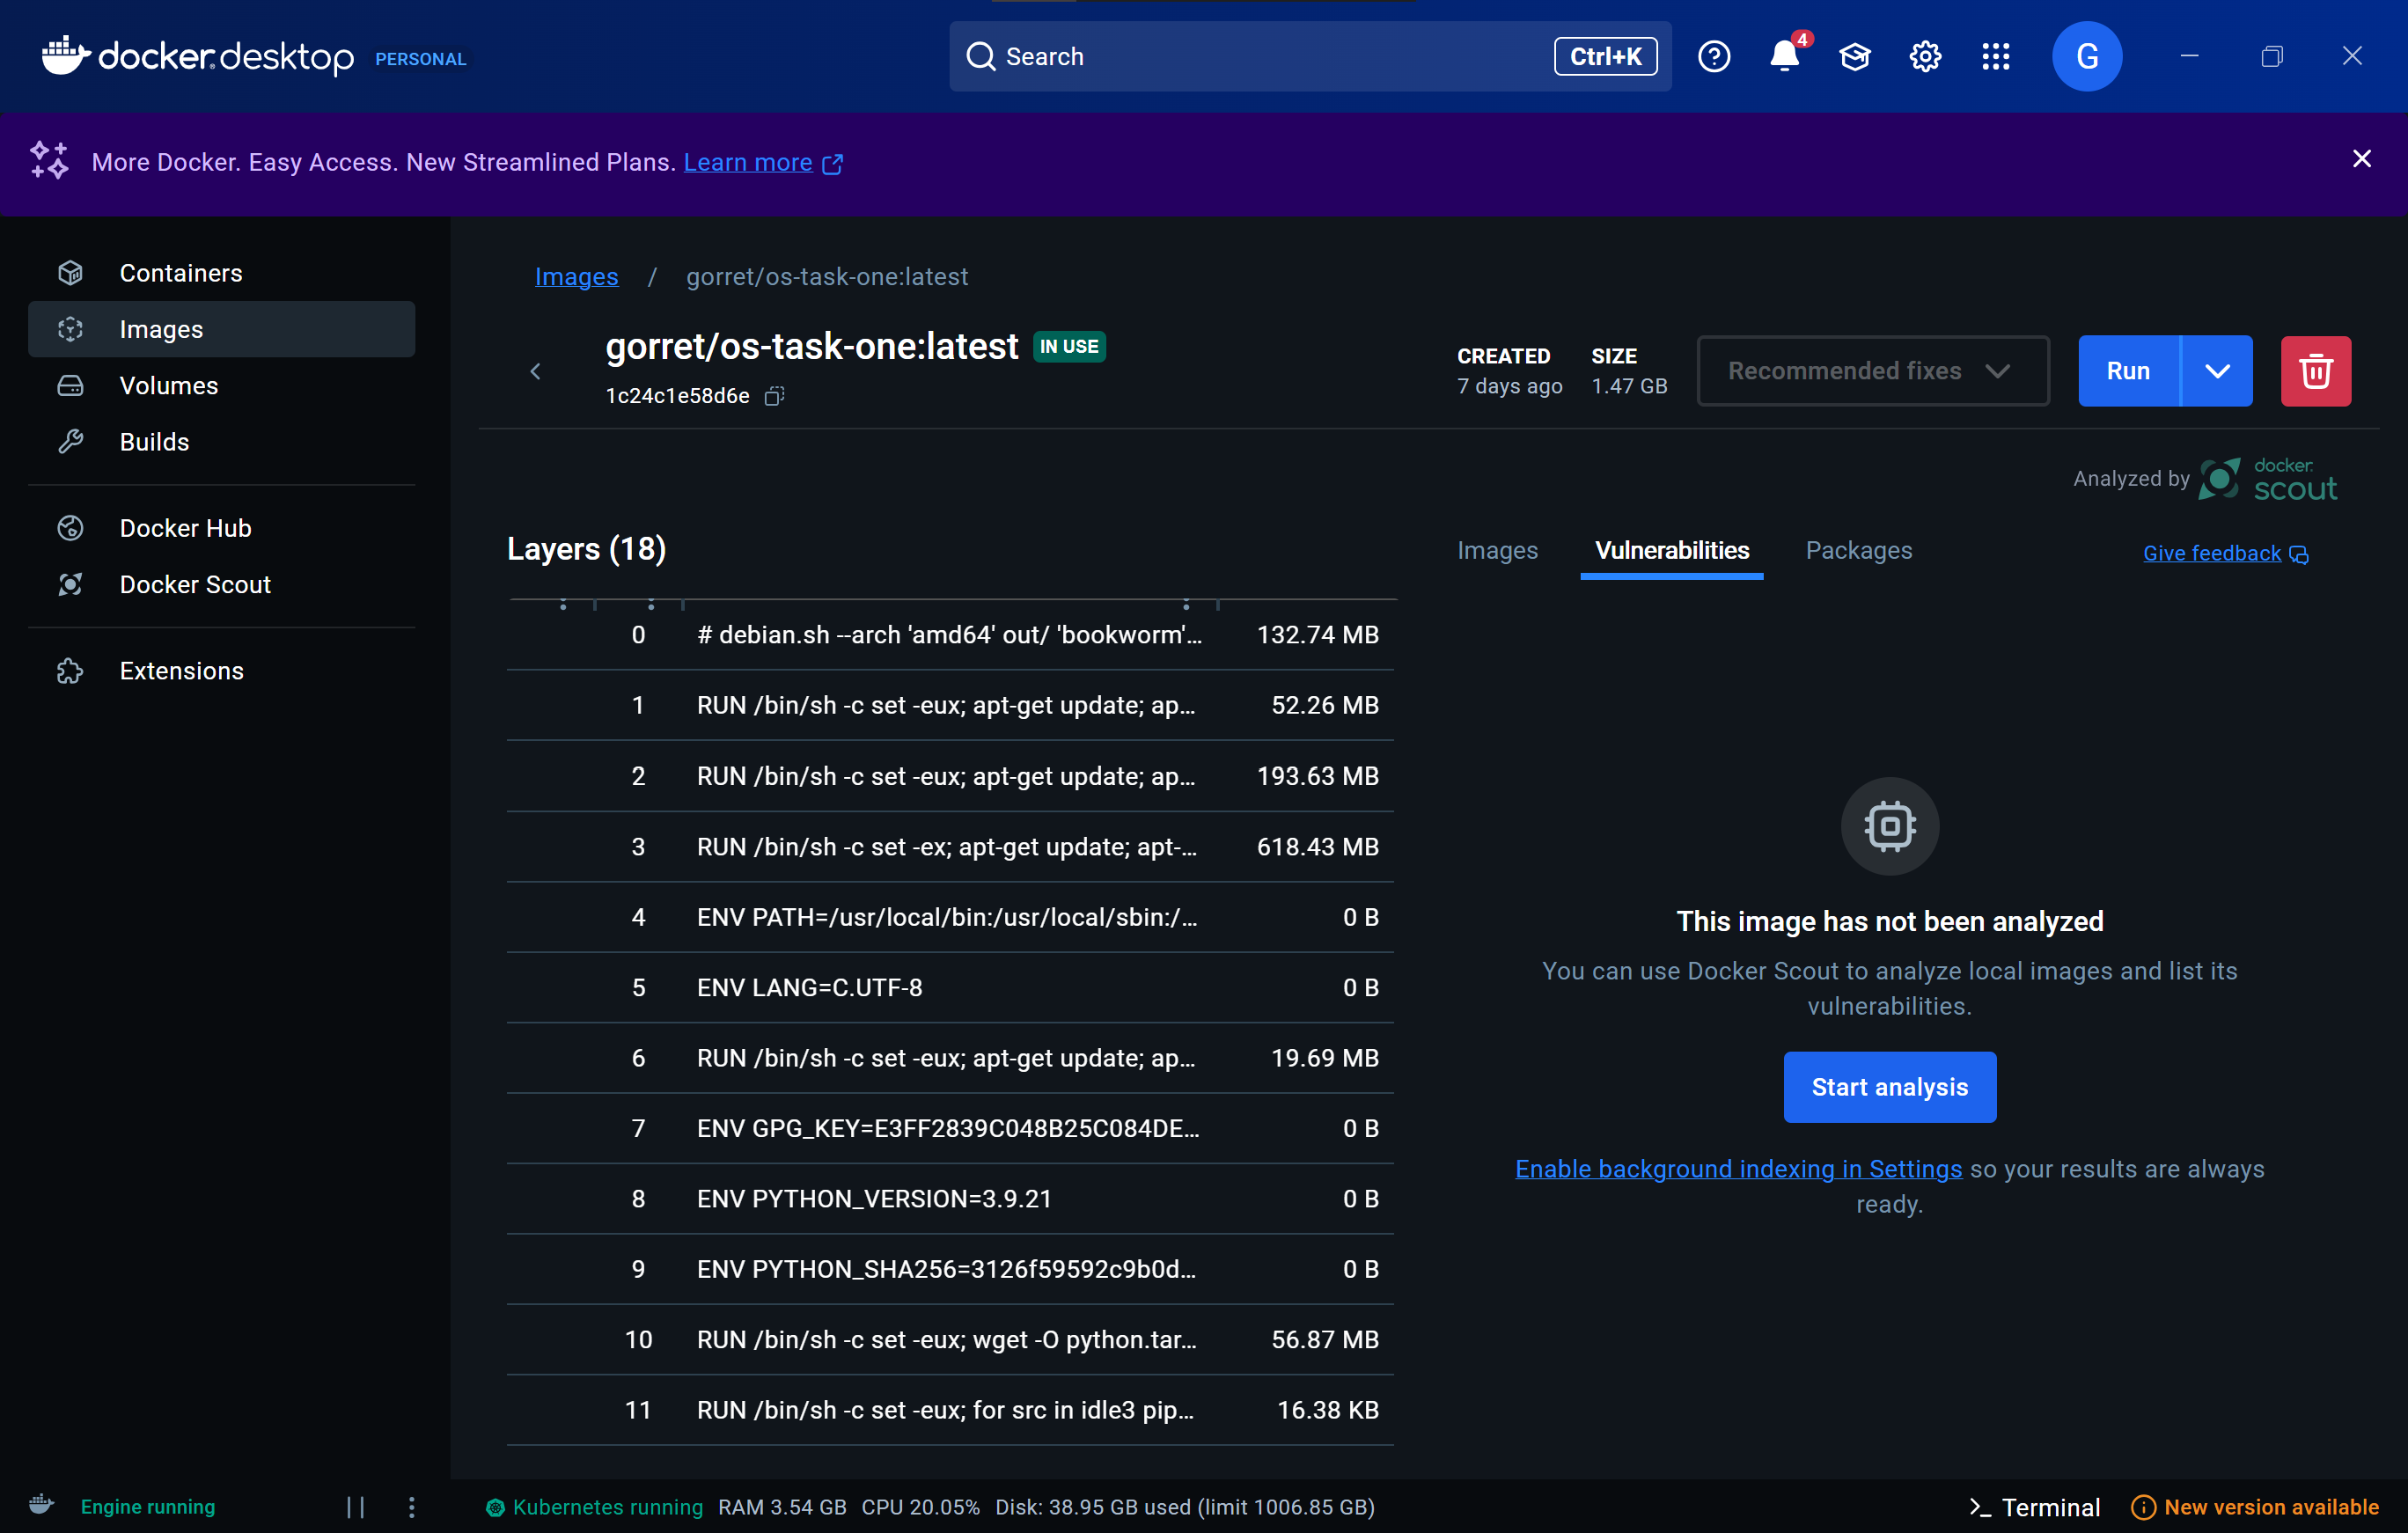 docker.desktop PERSONAL
Search
Ctrl+K
4
G
More Docker. Easy Access. New Streamlined Plans. Learn more
Containers
Images
Volumes
Builds
Docker Hub
Docker Scout
Extensions
Images / gorret/os-task-one:latest
gorret/os-task-one:latest IN USE
1c24c1e58d6e
CREATED
7 days ago
SIZE
1.47 GB
Recommended fixes
Run
Analyzed by docker. scout
Layers (18)
Images Vulnerabilities Packages
Give feedback
0 # debian.sh --arch 'amd64' out/ 'bookworm'... 132.74 MB
1 RUN /bin/sh -c set -eux; apt-get update; ap... 52.26 MB
2 RUN /bin/sh -c set -eux; apt-get update; ap... 193.63 MB
3 RUN /bin/sh -c set -ex; apt-get update; apt-... 618.43 MB
4 ENV PATH=/usr/local/bin:/usr/local/sbin:/... 0 B
5 ENV LANG=C.UTF-8 0 B
6 RUN /bin/sh -c set -eux; apt-get update; ap... 19.69 MB
7 ENV GPG_KEY=E3FF2839C048B25C084DE... 0 B
8 ENV PYTHON_VERSION=3.9.21 0 B
9 ENV PYTHON_SHA256=3126f59592c9b0d... 0 B
10 RUN /bin/sh -c set -eux; wget -O python.tar... 56.87 MB
11 RUN /bin/sh -c set -eux; for src in idle3 pip... 16.38 KB
This image has not been analyzed
You can use Docker Scout to analyze local images and list its
vulnerabilities.
Start analysis
Enable background indexing in Settings so your results are always
ready.
Engine running
Kubernetes running RAM 3.54 GB CPU 20.05% Disk: 38.95 GB used (limit 1006.85 GB)
>_ Terminal
New version available